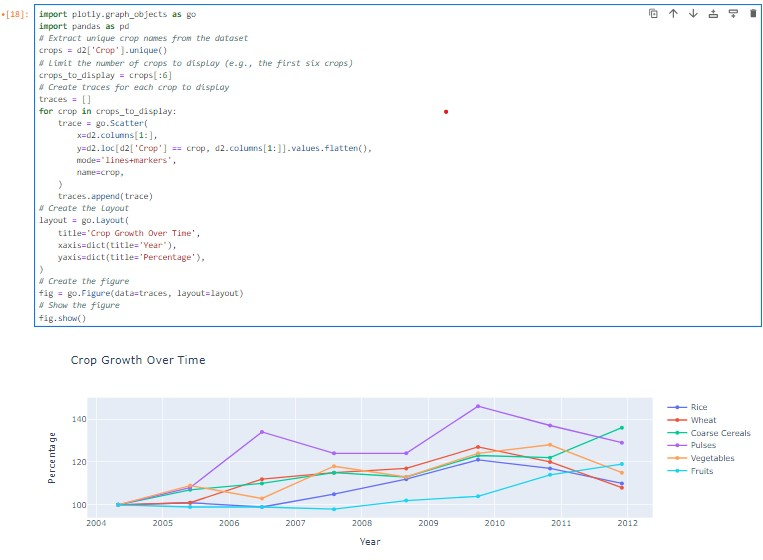 [18]:
import plotly.graph_objects as go
import pandas as pd
# Extract unique crop names from the dataset
crops = d2['Crop'].unique()
# Limit the number of crops to display (e.g., the first six crops)
crops_to_display = crops[:6]
# Create traces for each crop to display
traces = []
for crop in crops_to_display:
    trace = go.Scatter(
        x=d2.columns[1:],
        y=d2.loc[d2['Crop'] == crop, d2.columns[1:]].values.flatten(),
        mode='lines+markers',
        name=crop,
    )
    traces.append(trace)
# Create the layout
layout = go.Layout(
    title='Crop Growth Over Time',
    xaxis=dict(title='Year'),
    yaxis=dict(title='Percentage'),
)
# Create the figure
fig = go.Figure(data=traces, layout=layout)
# Show the figure
fig.show()
Crop Growth Over Time
Percentage
140
120
100
2004 2005 2006 2007 2008 2009 2010 2011 2012
Year
Rice
Wheat
Coarse Cereals
Pulses
Vegetables
Fruits